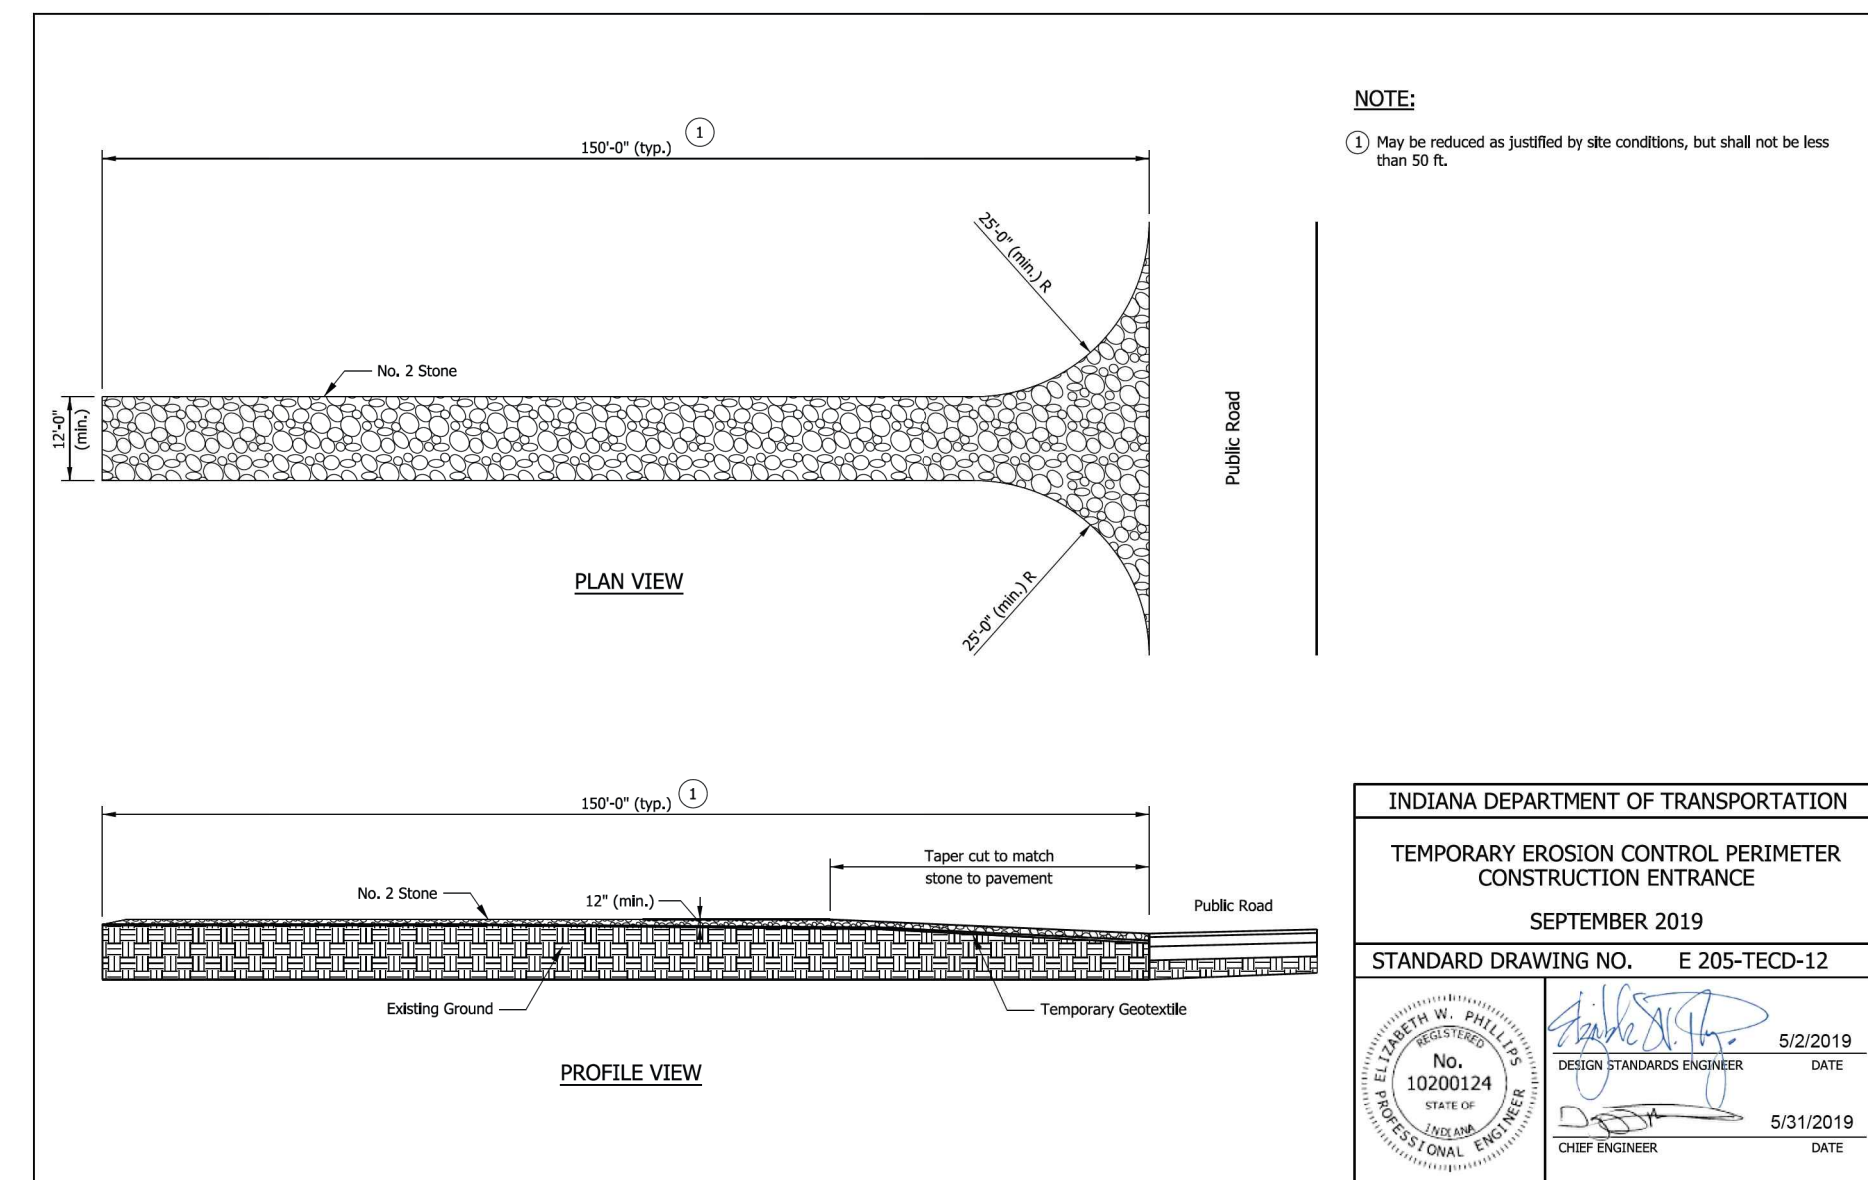 NOTE:
1 May be reduced as justified by site conditions, but shall not be less
than 50 ft.
150'-0" (typ.) 1
25'-0" (min.) R
No. 2 Stone
12'-0"
(min.)
Public Road
25'-0" (min.) R
PLAN VIEW
150'-0" (typ.) 1
Taper cut to match
stone to pavement
No. 2 Stone
12" (min.)
Public Road
Existing Ground
Temporary Geotextile
PROFILE VIEW
INDIANA DEPARTMENT OF TRANSPORTATION
TEMPORARY EROSION CONTROL PERIMETER
CONSTRUCTION ENTRANCE
SEPTEMBER 2019
STANDARD DRAWING NO. E 205-TECD-12
ELIZABETH W. PHILLIPS
REGISTERED
No.
10200124
STATE OF
INDIANA
PROFESSIONAL ENGINEER
5/2/2019
DESIGN STANDARDS ENGINEER DATE
5/31/2019
CHIEF ENGINEER DATE